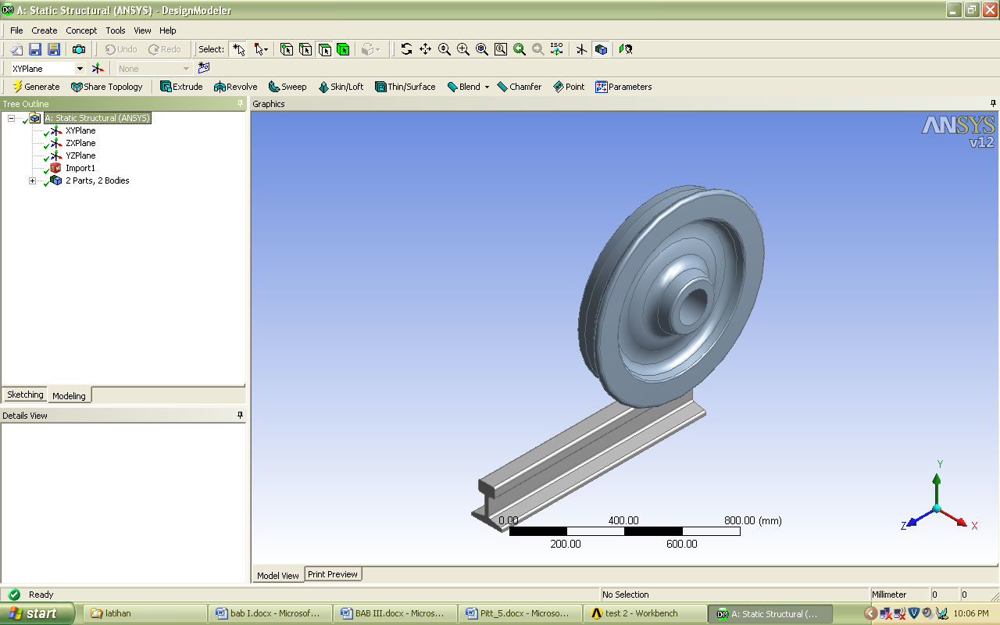 A: Static Structural (ANSYS) - DesignModeler
File Create Concept Tools View Help
Undo Redo Select: ISO
XYPlane None
Generate Share Topology Extrude Revolve Sweep Skin/Loft Thin/Surface Blend Chamfer Point Parameters
Tree Outline
Graphics
A: Static Structural (ANSYS)
XYPlane
ZXPlane
YZPlane
Import1
2 Parts, 2 Bodies
Sketching Modeling
Details View
ANSYS
v12
0.00 400.00 800.00 (mm)
200.00 600.00
Y
Z X
Model View Print Preview
Ready No Selection Millimeter 0 0
start latihan bab I.docx - Microsof... BAB III.docx - Micros... Pitt_5.docx - Microso... test 2 - Workbench A: Static Structural (... 10:06 PM